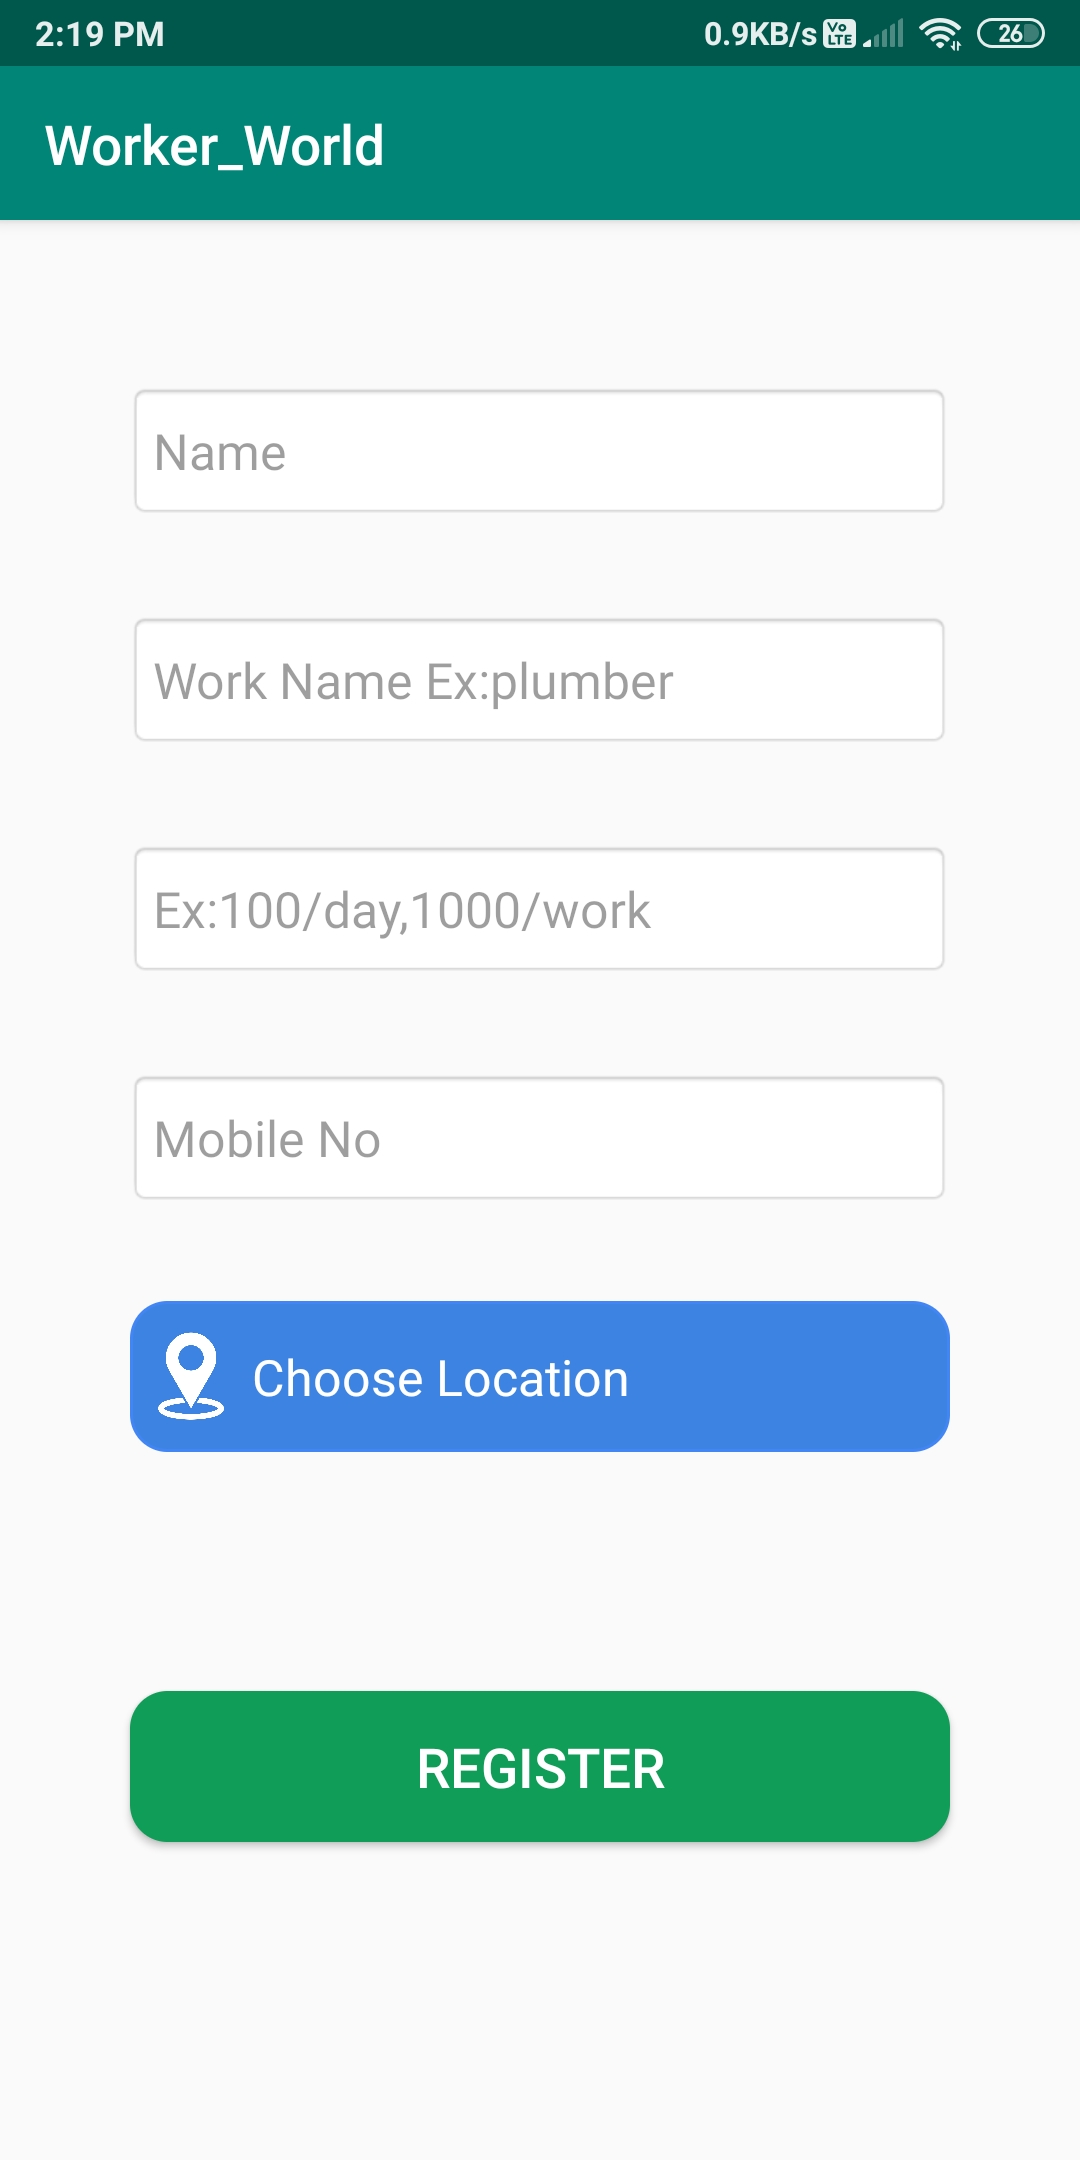 2:19 PM 0.9KB/s Vo LTE 26
Worker_World
Name
Work Name Ex:plumber
Ex:100/day,1000/work
Mobile No
Choose Location
REGISTER